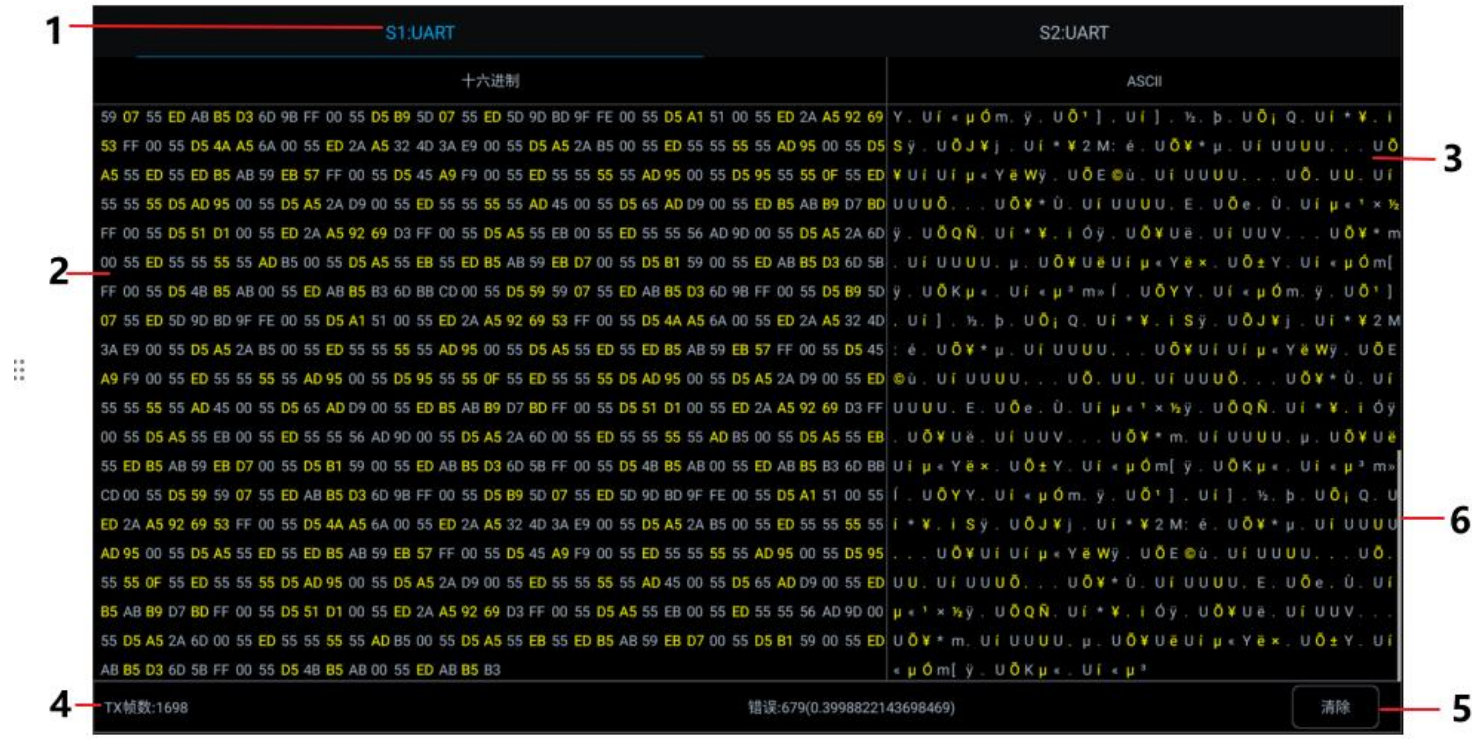 1 S1:UART S2:UART
十六进制 ASCII
59 07 55 ED AB B5 D3 6D 9B FF 00 55 D5 B9 5D 07 55 ED 5D 9D BD 9F FE 00 55 D5 A1 51 00 55 ED 2A A5 92 69 Y . U í « µ Ó m . ÿ . U Õ ¹ ] . U í ] . ½ . þ . U Õ ¡ Q . U í * ¥ . i
53 FF 00 55 D5 4A A5 6A 00 55 ED 2A A5 32 4D 3A E9 00 55 D5 A5 2A B5 00 55 ED 55 55 55 55 AD 95 00 55 D5 S ÿ . U Õ J ¥ j . U í * ¥ 2 M : é . U Õ ¥ * µ . U í U U U U . . . U Õ
3
A5 55 ED 55 ED B5 AB 59 EB 57 FF 00 55 D5 45 A9 F9 00 55 ED 55 55 55 55 AD 95 00 55 D5 95 55 55 0F 55 ED ¥ U í U í µ « Y ë W ÿ . U Õ E © ù . U í U U U U . . . U Õ . U U . U í
55 55 55 D5 AD 95 00 55 D5 A5 2A D9 00 55 ED 55 55 55 55 AD 45 00 55 D5 65 AD D9 00 55 ED B5 AB B9 D7 BD U U U Õ . . . U Õ ¥ * Ù . U í U U U U . E . U Õ e . Ù . U í µ « ¹ × ½
FF 00 55 D5 51 D1 00 55 ED 2A A5 92 69 D3 FF 00 55 D5 A5 55 EB 00 55 ED 55 55 56 AD 9D 00 55 D5 A5 2A 6D ÿ . U Õ Q Ñ . U í * ¥ . i Ó ÿ . U Õ ¥ U ë . U í U U V . . . U Õ ¥ * m
2
00 55 ED 55 55 55 55 AD B5 00 55 D5 A5 55 EB 55 ED B5 AB 59 EB D7 00 55 D5 B1 59 00 55 ED AB B5 D3 6D 5B . U í U U U U . µ . U Õ ¥ U ë U í µ « Y ë × . U Õ ± Y . U í « µ Ó m [
FF 00 55 D5 4B B5 AB 00 55 ED AB B5 B3 6D BB CD 00 55 D5 59 59 07 55 ED AB B5 D3 6D 9B FF 00 55 D5 B9 5D ÿ . U Õ K µ « . U í « µ ³ m » Í . U Õ Y Y . U í « µ Ó m . ÿ . U Õ ¹ ]
07 55 ED 5D 9D BD 9F FE 00 55 D5 A1 51 00 55 ED 2A A5 92 69 53 FF 00 55 D5 4A A5 6A 00 55 ED 2A A5 32 4D . U í ] . ½ . þ . U Õ ¡ Q . U í * ¥ . i S ÿ . U Õ J ¥ j . U í * ¥ 2 M
3A E9 00 55 D5 A5 2A B5 00 55 ED 55 55 55 55 AD 95 00 55 D5 A5 55 ED 55 ED B5 AB 59 EB 57 FF 00 55 D5 45 : é . U Õ ¥ * µ . U í U U U U . . . U Õ ¥ U í U í µ « Y ë W ÿ . U Õ E
A9 F9 00 55 ED 55 55 55 55 AD 95 00 55 D5 95 55 55 0F 55 ED 55 55 55 D5 AD 95 00 55 D5 A5 2A D9 00 55 ED © ù . U í U U U U . . . U Õ . U U . U í U U U Õ . . . U Õ ¥ * Ù . U í
55 55 55 55 AD 45 00 55 D5 65 AD D9 00 55 ED B5 AB B9 D7 BD FF 00 55 D5 51 D1 00 55 ED 2A A5 92 69 D3 FF U U U U . E . U Õ e . Ù . U í µ « ¹ × ½ ÿ . U Õ Q Ñ . U í * ¥ . i Ó ÿ
00 55 D5 A5 55 EB 00 55 ED 55 55 56 AD 9D 00 55 D5 A5 2A 6D 00 55 ED 55 55 55 55 AD B5 00 55 D5 A5 55 EB . U Õ ¥ U ë . U í U U V . . . U Õ ¥ * m . U í U U U U . µ . U Õ ¥ U ë
55 ED B5 AB 59 EB D7 00 55 D5 B1 59 00 55 ED AB B5 D3 6D 5B FF 00 55 D5 4B B5 AB 00 55 ED AB B5 B3 6D BB U í µ « Y ë × . U Õ ± Y . U í « µ Ó m [ ÿ . U Õ K µ « . U í « µ ³ m »
CD 00 55 D5 59 59 07 55 ED AB B5 D3 6D 9B FF 00 55 D5 B9 5D 07 55 ED 5D 9D BD 9F FE 00 55 D5 A1 51 00 55 Í . U Õ Y Y . U í « µ Ó m . ÿ . U Õ ¹ ] . U í ] . ½ . þ . U Õ ¡ Q . U
ED 2A A5 92 69 53 FF 00 55 D5 4A A5 6A 00 55 ED 2A A5 32 4D 3A E9 00 55 D5 A5 2A B5 00 55 ED 55 55 55 55 í * ¥ . i S ÿ . U Õ J ¥ j . U í * ¥ 2 M : é . U Õ ¥ * µ . U í U U U U
6
AD 95 00 55 D5 A5 55 ED 55 ED B5 AB 59 EB 57 FF 00 55 D5 45 A9 F9 00 55 ED 55 55 55 55 AD 95 00 55 D5 95 . . . U Õ ¥ U í U í µ « Y ë W ÿ . U Õ E © ù . U í U U U U . . . U Õ .
55 55 0F 55 ED 55 55 55 D5 AD 95 00 55 D5 A5 2A D9 00 55 ED 55 55 55 55 AD 45 00 55 D5 65 AD D9 00 55 ED U U . U í U U U Õ . . . U Õ ¥ * Ù . U í U U U U . E . U Õ e . Ù . U í
B5 AB B9 D7 BD FF 00 55 D5 51 D1 00 55 ED 2A A5 92 69 D3 FF 00 55 D5 A5 55 EB 00 55 ED 55 55 56 AD 9D 00 µ « ¹ × ½ ÿ . U Õ Q Ñ . U í * ¥ . i Ó ÿ . U Õ ¥ U ë . U í U U V . . .
55 D5 A5 2A 6D 00 55 ED 55 55 55 55 AD B5 00 55 D5 A5 55 EB 55 ED B5 AB 59 EB D7 00 55 D5 B1 59 00 55 ED U Õ ¥ * m . U í U U U U . µ . U Õ ¥ U ë U í µ « Y ë × . U Õ ± Y . U í
AB B5 D3 6D 5B FF 00 55 D5 4B B5 AB 00 55 ED AB B5 B3 « µ Ó m [ ÿ . U Õ K µ « . U í « µ ³
4 TX帧数:1698 错误:679(0.3998822143698469) 清除 5